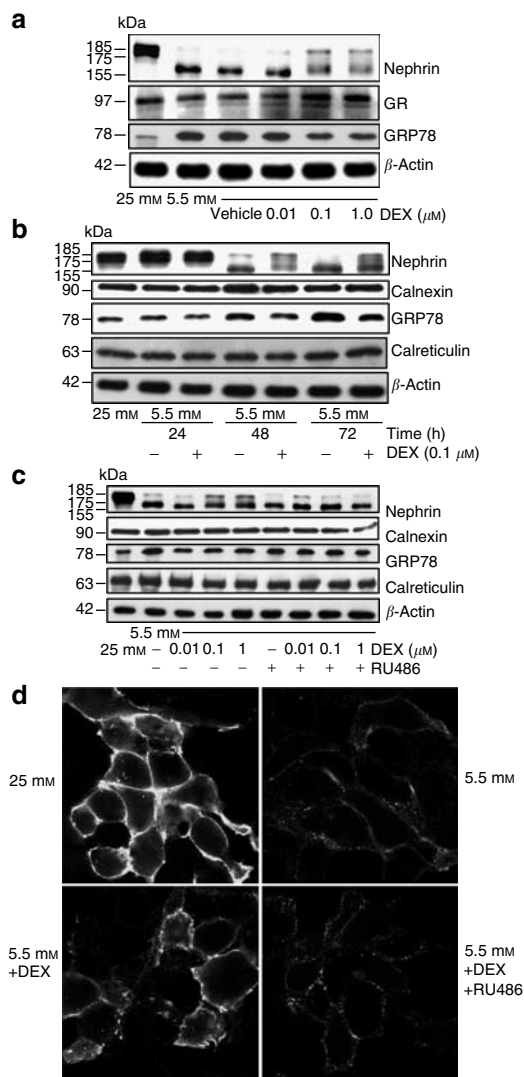 a
kDa
185
175
155
Nephrin
97
GR
78
GRP78
42
β-Actin
25 mM 5.5 mM
Vehicle 0.01 0.1 1.0 DEX (μM)
b
kDa
185
175
155
Nephrin
90
Calnexin
78
GRP78
63
Calreticulin
42
β-Actin
25 mM 5.5 mM 5.5 mM 5.5 mM
24 48 72 Time (h)
– + – + – + DEX (0.1 μM)
c
kDa
185
175
155
Nephrin
90
Calnexin
78
GRP78
63
Calreticulin
42
β-Actin
5.5 mM
25 mM – 0.01 0.1 1 – 0.01 0.1 1 DEX (μM)
– – – – + + + + RU486
d
25 mM
5.5 mM
5.5 mM
+DEX
5.5 mM
+DEX
+RU486